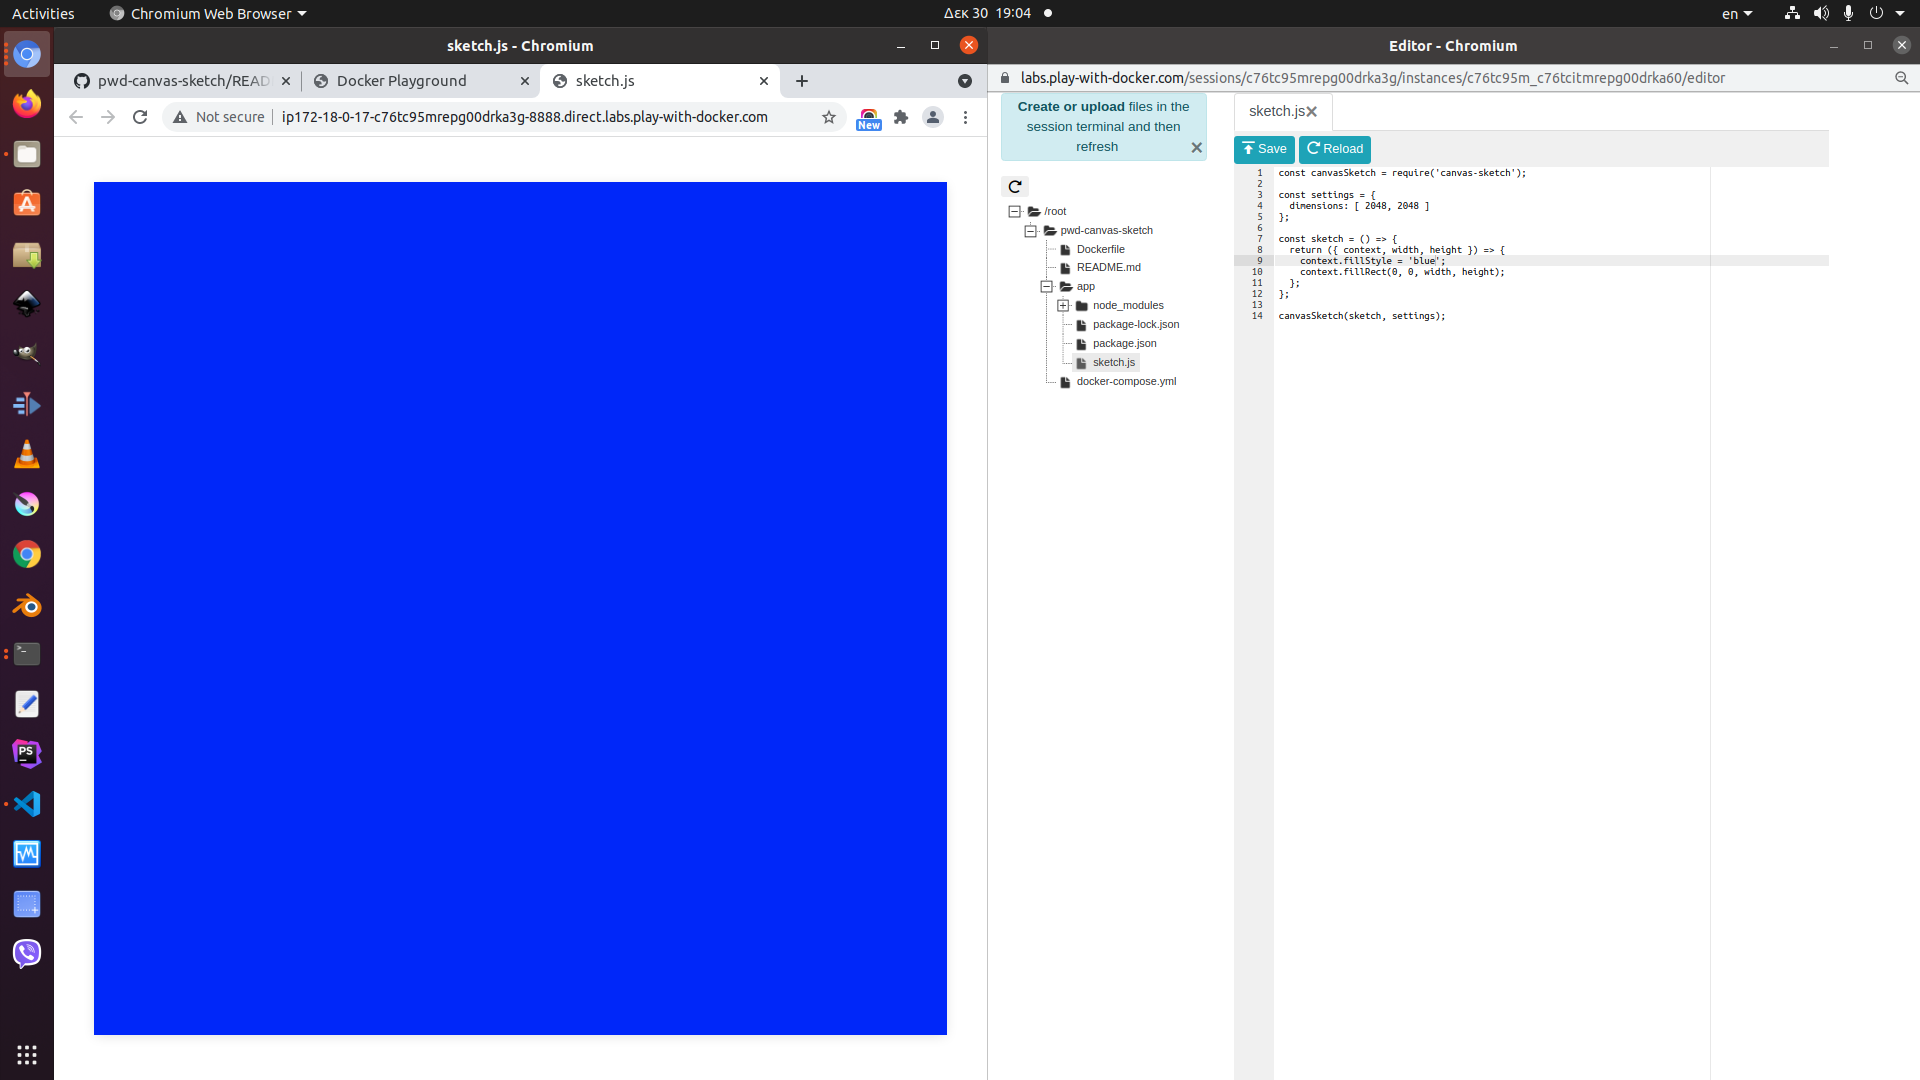 Activities
Chromium Web Browser
Δεκ 30 19:04
en
sketch.js - Chromium
pwd-canvas-sketch/READ
Docker Playground
sketch.js
Not secure
ip172-18-0-17-c76tc95mrepg00drka3g-8888.direct.labs.play-with-docker.com
New
Editor - Chromium
labs.play-with-docker.com/sessions/c76tc95mrepg00drka3g/instances/c76tc95m_c76tcitmrepg00drka60/editor
Create or upload files in the
session terminal and then
refresh
/root
pwd-canvas-sketch
Dockerfile
README.md
app
node_modules
package-lock.json
package.json
sketch.js
docker-compose.yml
sketch.js
Save
Reload
1 const canvasSketch = require('canvas-sketch');
2
3 const settings = {
4 dimensions: [ 2048, 2048 ]
5 };
6
7 const sketch = () => {
8 return ({ context, width, height }) => {
9 context.fillStyle = 'blue';
10 context.fillRect(0, 0, width, height);
11 };
12 };
13
14 canvasSketch(sketch, settings);
PS